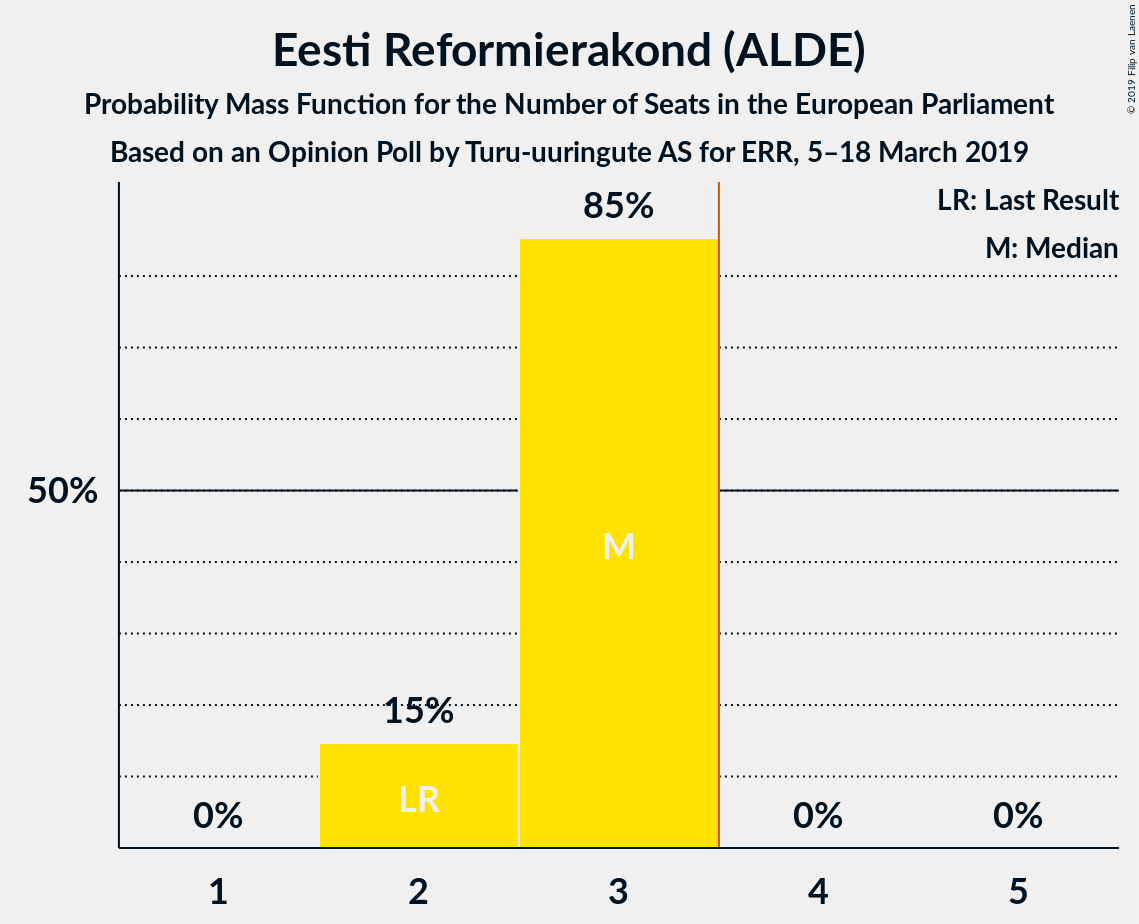 Eesti Reformierakond (ALDE)
Probability Mass Function for the Number of Seats in the European Parliament
Based on an Opinion Poll by Turu-uuringute AS for ERR, 5–18 March 2019
© 2019 Filip van Laenen
LR: Last Result
M: Median
85%
50%
M
15%
LR
0%
0%
0%
1
2
3
4
5